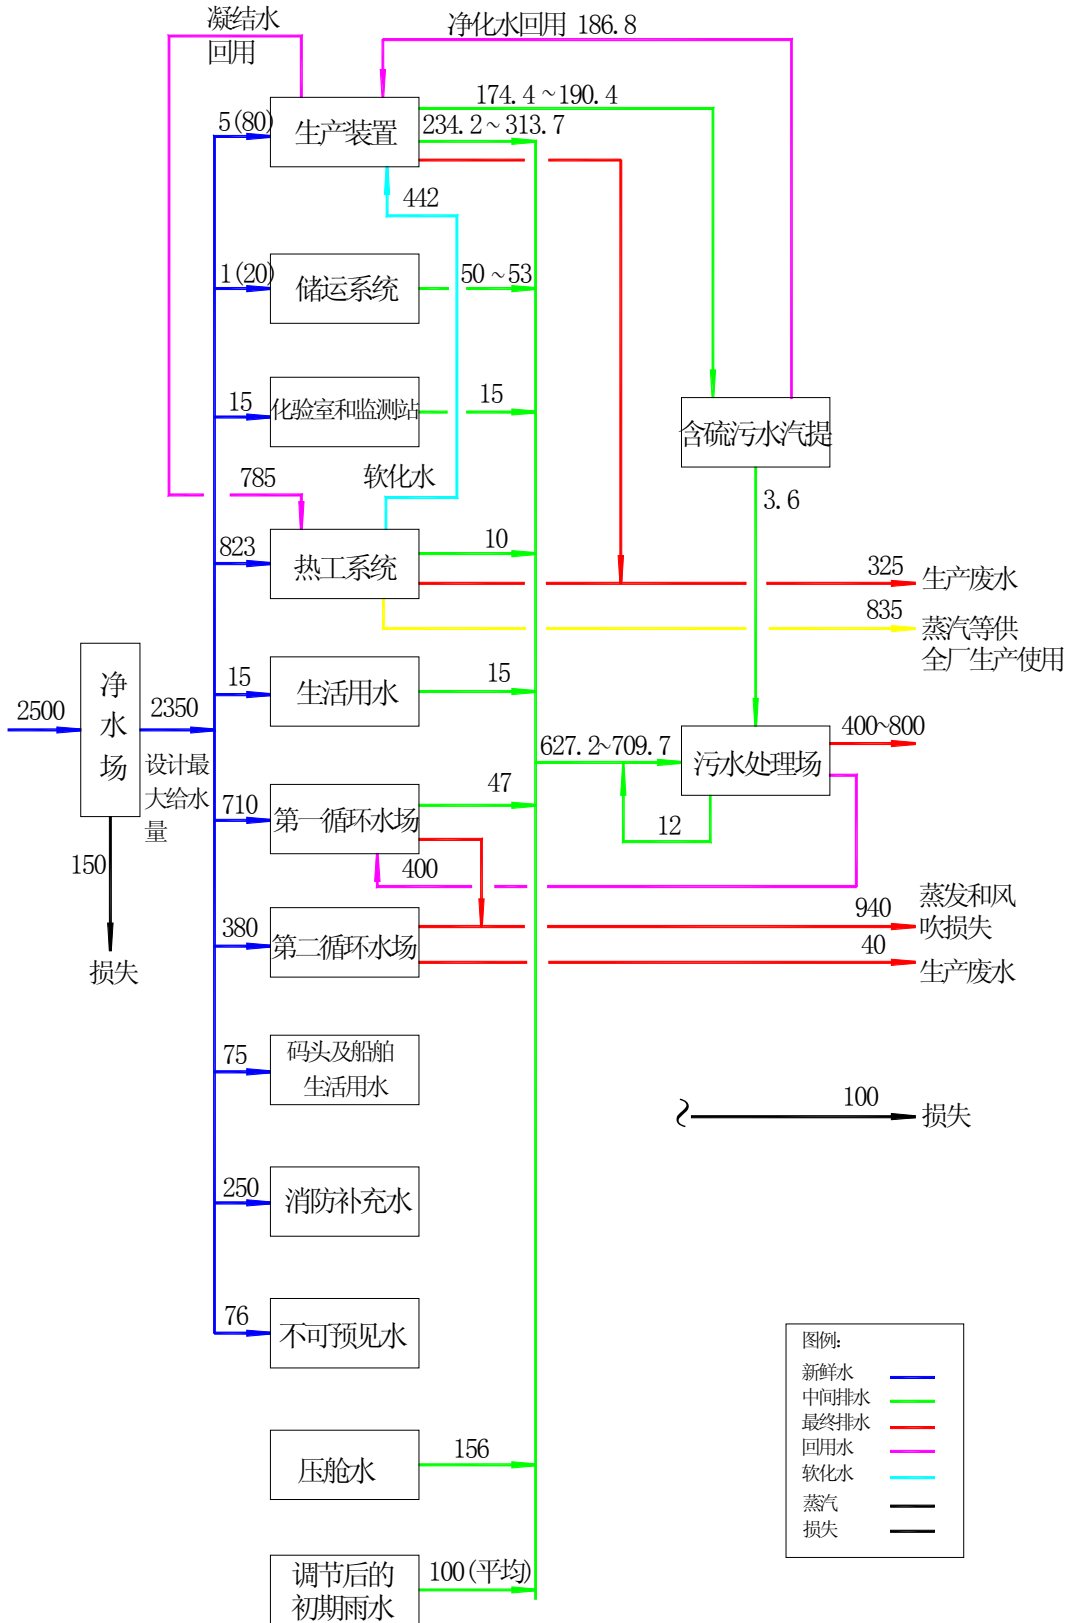 凝结水
回用
净化水回用 186.8
5(80)
生产装置
174.4~190.4
234.2~313.7
442
1(20)
储运系统
50~53
15
化验室和监测站
15
含硫污水汽提
785
软化水
3.6
823
热工系统
10
325
生产废水
835
蒸汽等供
全厂生产使用
2500
净
水
场
2350
设计最
大给水
量
15
生活用水
15
627.2~709.7
污水处理场
400~800
710
第一循环水场
47
12
150
损失
400
380
第二循环水场
940
蒸发和风
吹损失
40
生产废水
75
码头及船舶
生活用水
100
损失
250
消防补充水
76
不可预见水
压舱水
156
调节后的
初期雨水
100(平均)
图例:
新鲜水
中间排水
最终排水
回用水
软化水
蒸汽
损失